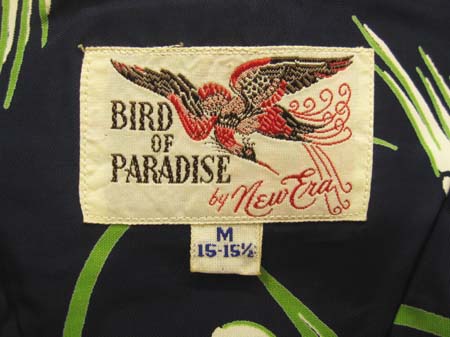 BIRD
OF
PARADISE
by New Era
M
15-15½